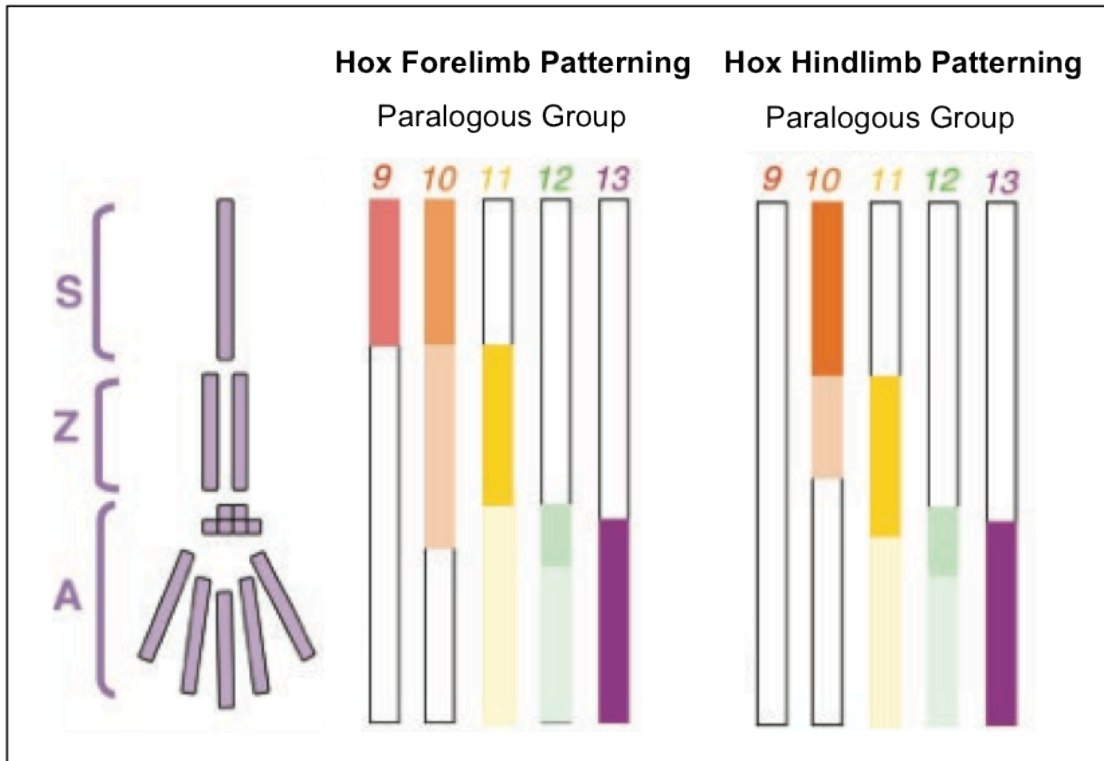 Hox Forelimb Patterning Hox Hindlimb Patterning
Paralogous Group Paralogous Group
9 10 11 12 13 9 10 11 12 13
S
Z
A